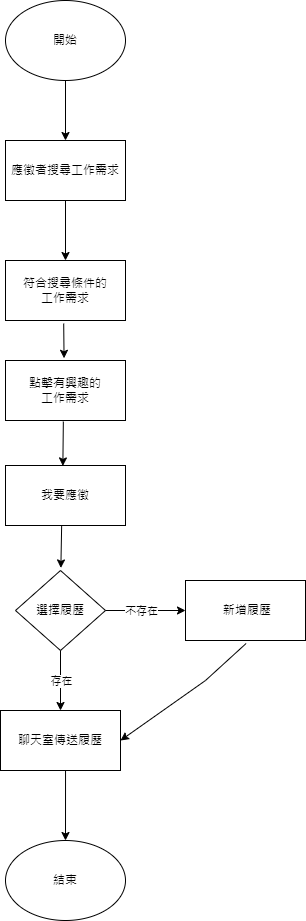 開始
應徵者搜尋工作需求
符合搜尋條件的
工作需求
點擊有興趣的
工作需求
我要應徵
選擇履歷
不存在
新增履歷
存在
聊天室傳送履歷
結束